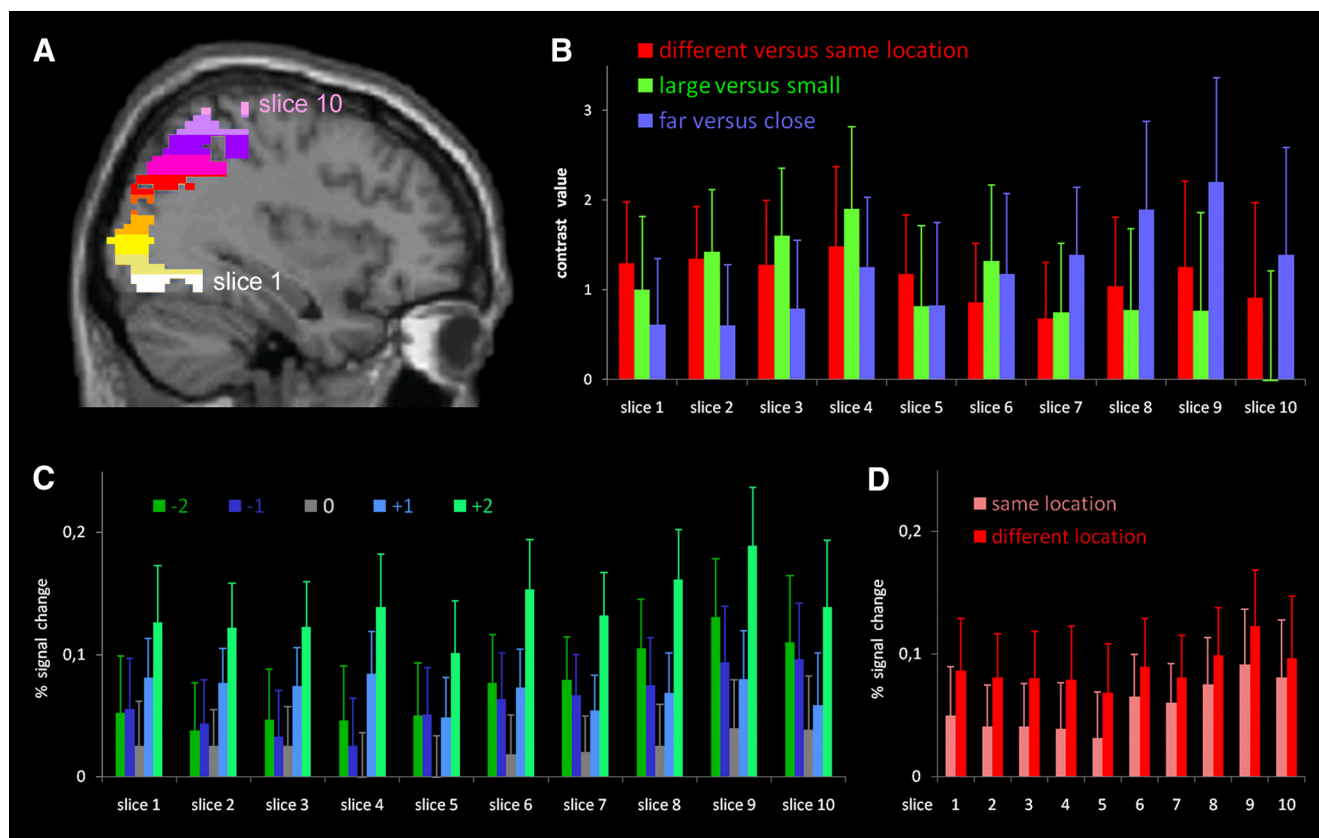 A
slice 10
slice 1
B
different versus same location
large versus small
far versus close
contrast value
3
2
1
0
slice 1 slice 2 slice 3 slice 4 slice 5 slice 6 slice 7 slice 8 slice 9 slice 10
C
-2 -1 0 +1 +2
% signal change
0,2
0,1
0
slice 1 slice 2 slice 3 slice 4 slice 5 slice 6 slice 7 slice 8 slice 9 slice 10
D
same location
different location
% signal change
0,2
0,1
0
slice 1 2 3 4 5 6 7 8 9 10